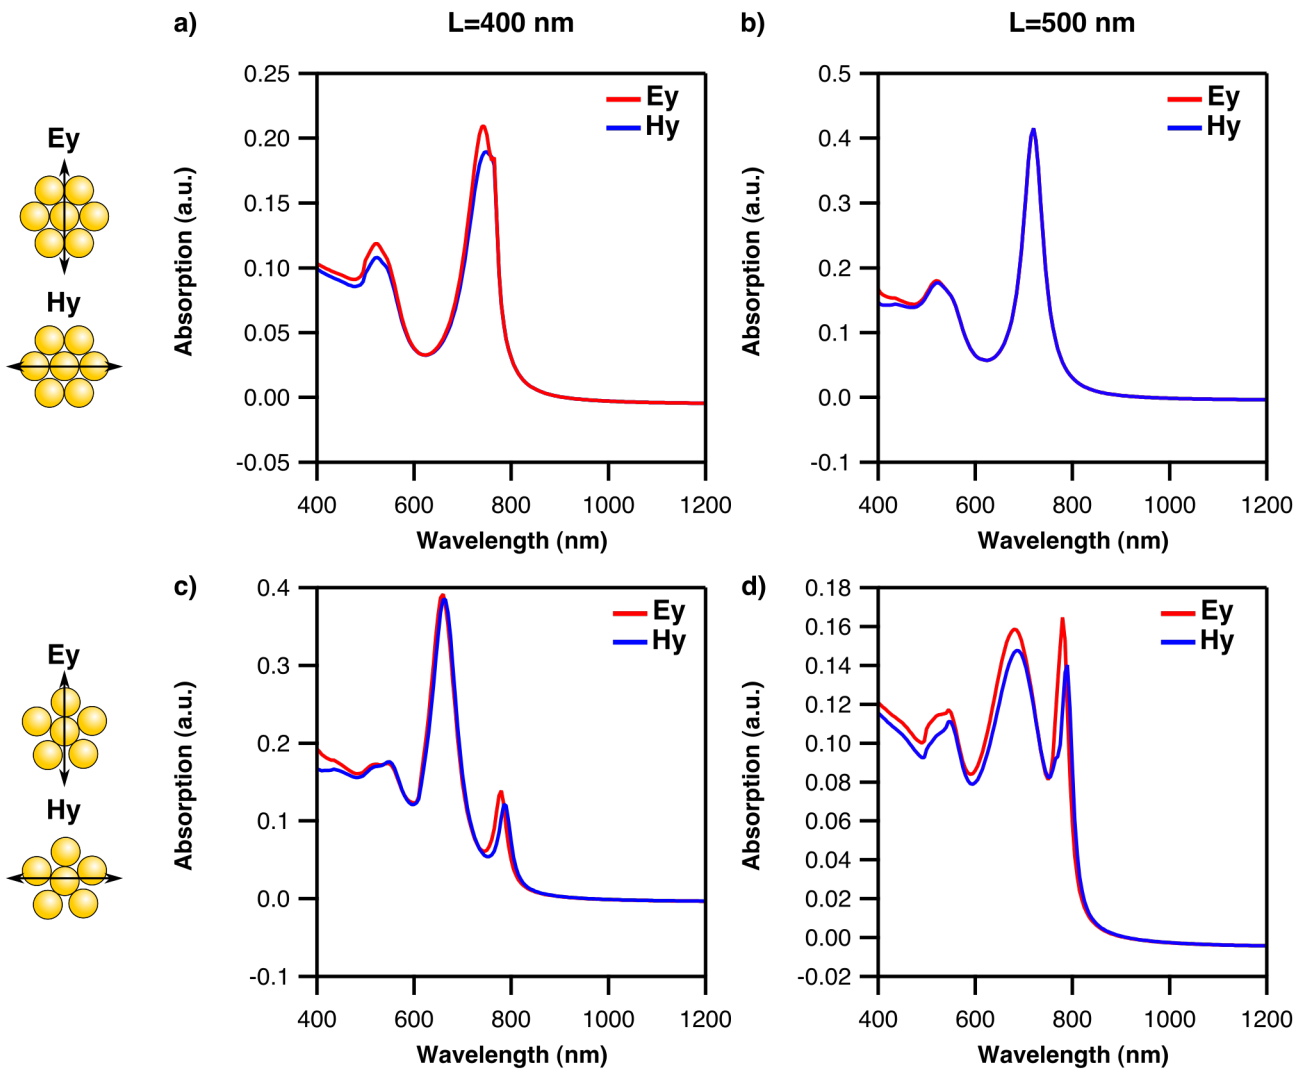 a)
L=400 nm
b)
L=500 nm
Ey
Hy
0.25
0.20
0.15
0.10
0.05
0.00
-0.05
Absorption (a.u.)
Ey
Hy
400 600 800 1000 1200
Wavelength (nm)
0.5
0.4
0.3
0.2
0.1
0.0
-0.1
Absorption (a.u.)
Ey
Hy
400 600 800 1000 1200
Wavelength (nm)
c)
d)
Ey
Hy
0.4
0.3
0.2
0.1
0.0
-0.1
Absorption (a.u.)
Ey
Hy
400 600 800 1000 1200
Wavelength (nm)
0.18
0.16
0.14
0.12
0.10
0.08
0.06
0.04
0.02
0.00
-0.02
Absorption (a.u.)
Ey
Hy
400 600 800 1000 1200
Wavelength (nm)